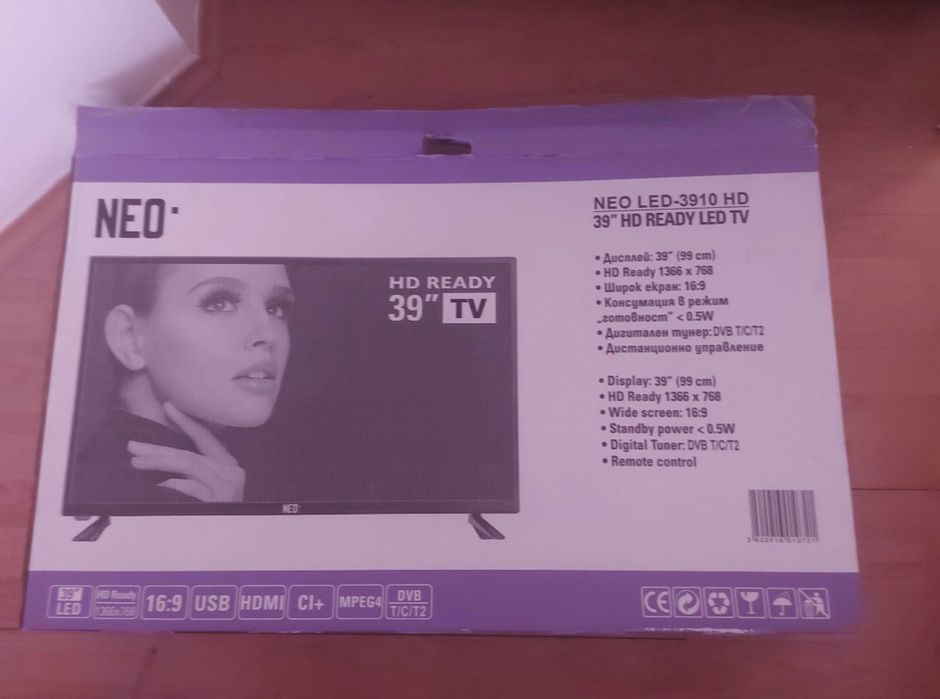 NEO
NEO LED-3910 HD
39" HD READY LED TV
HD READY
39" TV
• Дисплей: 39" (99 cm)
• HD Ready 1366 x 768
• Широк екран: 16:9
• Консумация в режим
„готовност" < 0.5W
• Дигитален тунер: DVB T/C/T2
• Дистанционно управление
• Display: 39" (99 cm)
• HD Ready 1366 x 768
• Wide screen: 16:9
• Standby power < 0.5W
• Digital Tuner: DVB T/C/T2
• Remote control
NEO
39" LED
HD Ready 1366x768
16:9
USB
HDMI
CI+
MPEG4
DVB T/C/T2
CE